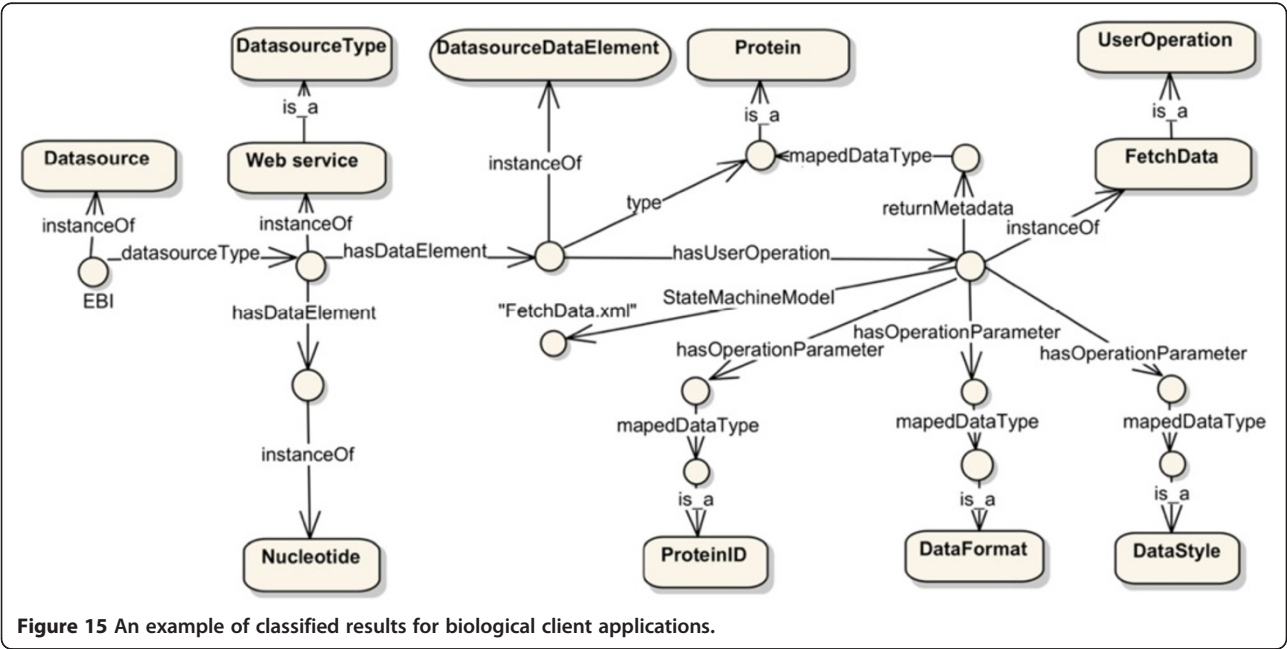 DatasourceType
DatasourceDataElement
Protein
UserOperation
is_a
is_a
is_a
Datasource
Web service
instanceOf
mapedDataType
FetchData
instanceOf
instanceOf
type
returnMetadata
instanceOf
datasourceType
hasDataElement
hasUserOperation
EBI
hasDataElement
"FetchData.xml"
StateMachineModel
hasOperationParameter
hasOperationParameter
hasOperationParameter
mapedDataType
mapedDataType
mapedDataType
instanceOf
is_a
is_a
is_a
Nucleotide
ProteinID
DataFormat
DataStyle
Figure 15 An example of classified results for biological client applications.